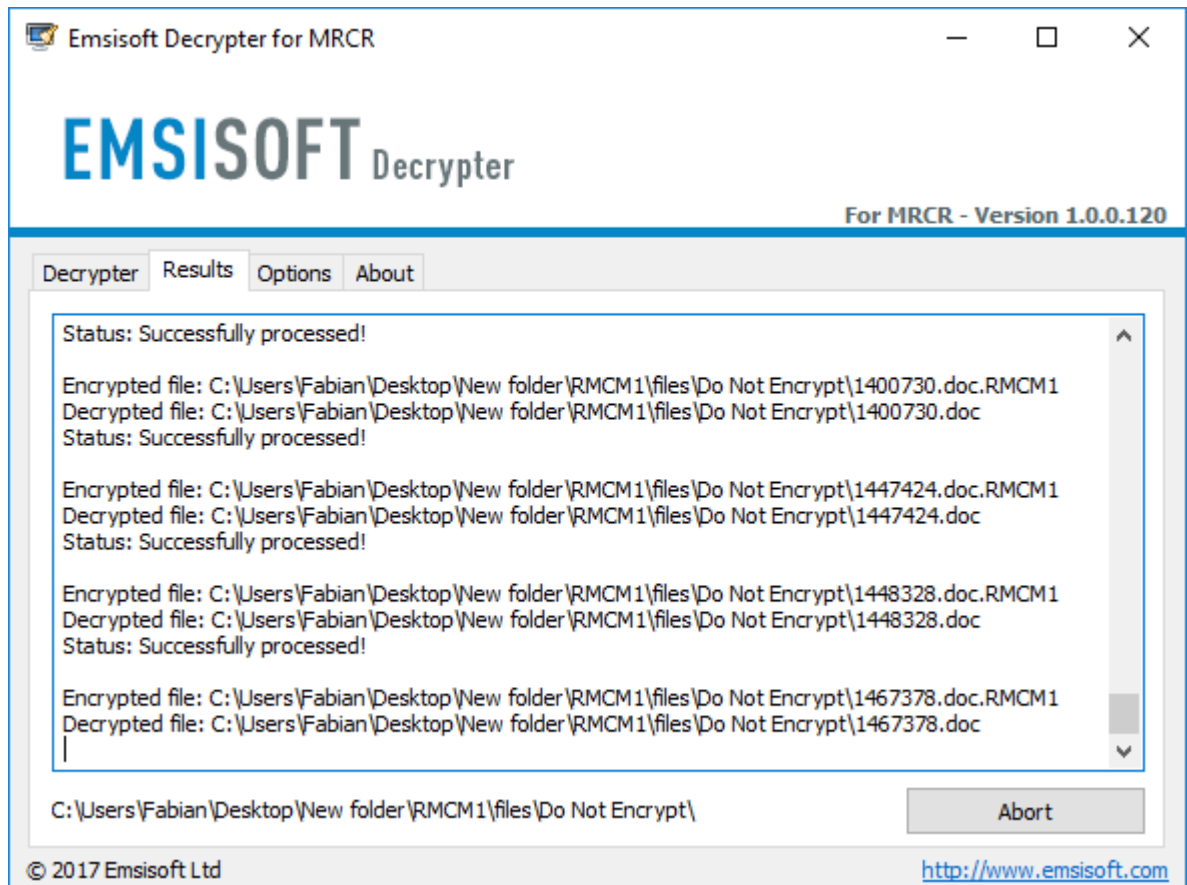 Emsisoft Decrypter for MRCR
EMSISOFT Decrypter
For MRCR - Version 1.0.0.120
Decrypter Results Options About
Status: Successfully processed!
Encrypted file: C:\Users\Fabian\Desktop\New folder\RMCM1\files\Do Not Encrypt\1400730.doc.RMCM1
Decrypted file: C:\Users\Fabian\Desktop\New folder\RMCM1\files\Do Not Encrypt\1400730.doc
Status: Successfully processed!
Encrypted file: C:\Users\Fabian\Desktop\New folder\RMCM1\files\Do Not Encrypt\1447424.doc.RMCM1
Decrypted file: C:\Users\Fabian\Desktop\New folder\RMCM1\files\Do Not Encrypt\1447424.doc
Status: Successfully processed!
Encrypted file: C:\Users\Fabian\Desktop\New folder\RMCM1\files\Do Not Encrypt\1448328.doc.RMCM1
Decrypted file: C:\Users\Fabian\Desktop\New folder\RMCM1\files\Do Not Encrypt\1448328.doc
Status: Successfully processed!
Encrypted file: C:\Users\Fabian\Desktop\New folder\RMCM1\files\Do Not Encrypt\1467378.doc.RMCM1
Decrypted file: C:\Users\Fabian\Desktop\New folder\RMCM1\files\Do Not Encrypt\1467378.doc
C:\Users\Fabian\Desktop\New folder\RMCM1\files\Do Not Encrypt\
Abort
© 2017 Emsisoft Ltd
http://www.emsisoft.com